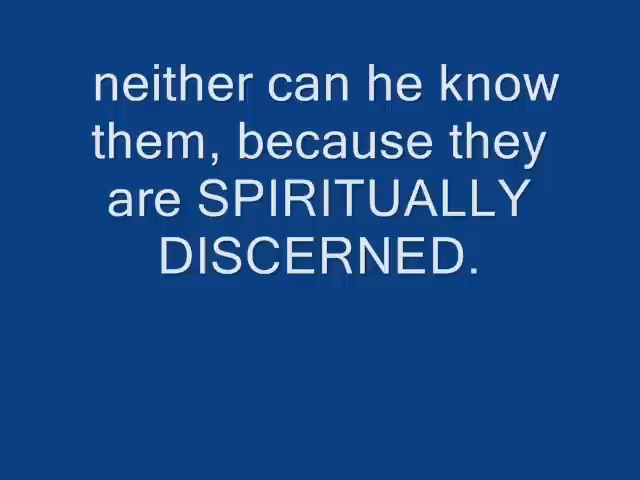 neither can he know
them, because they
are SPIRITUALLY
DISCERNED.